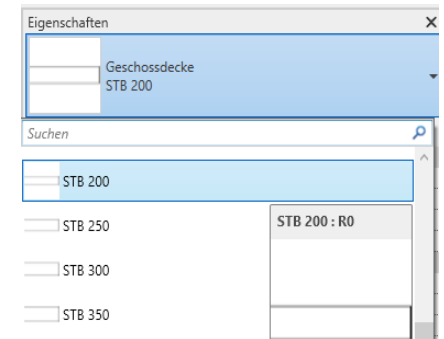 Eigenschaften
Geschossdecke
STB 200
Suchen
STB 200
STB 250
STB 200 : R0
STB 300
STB 350